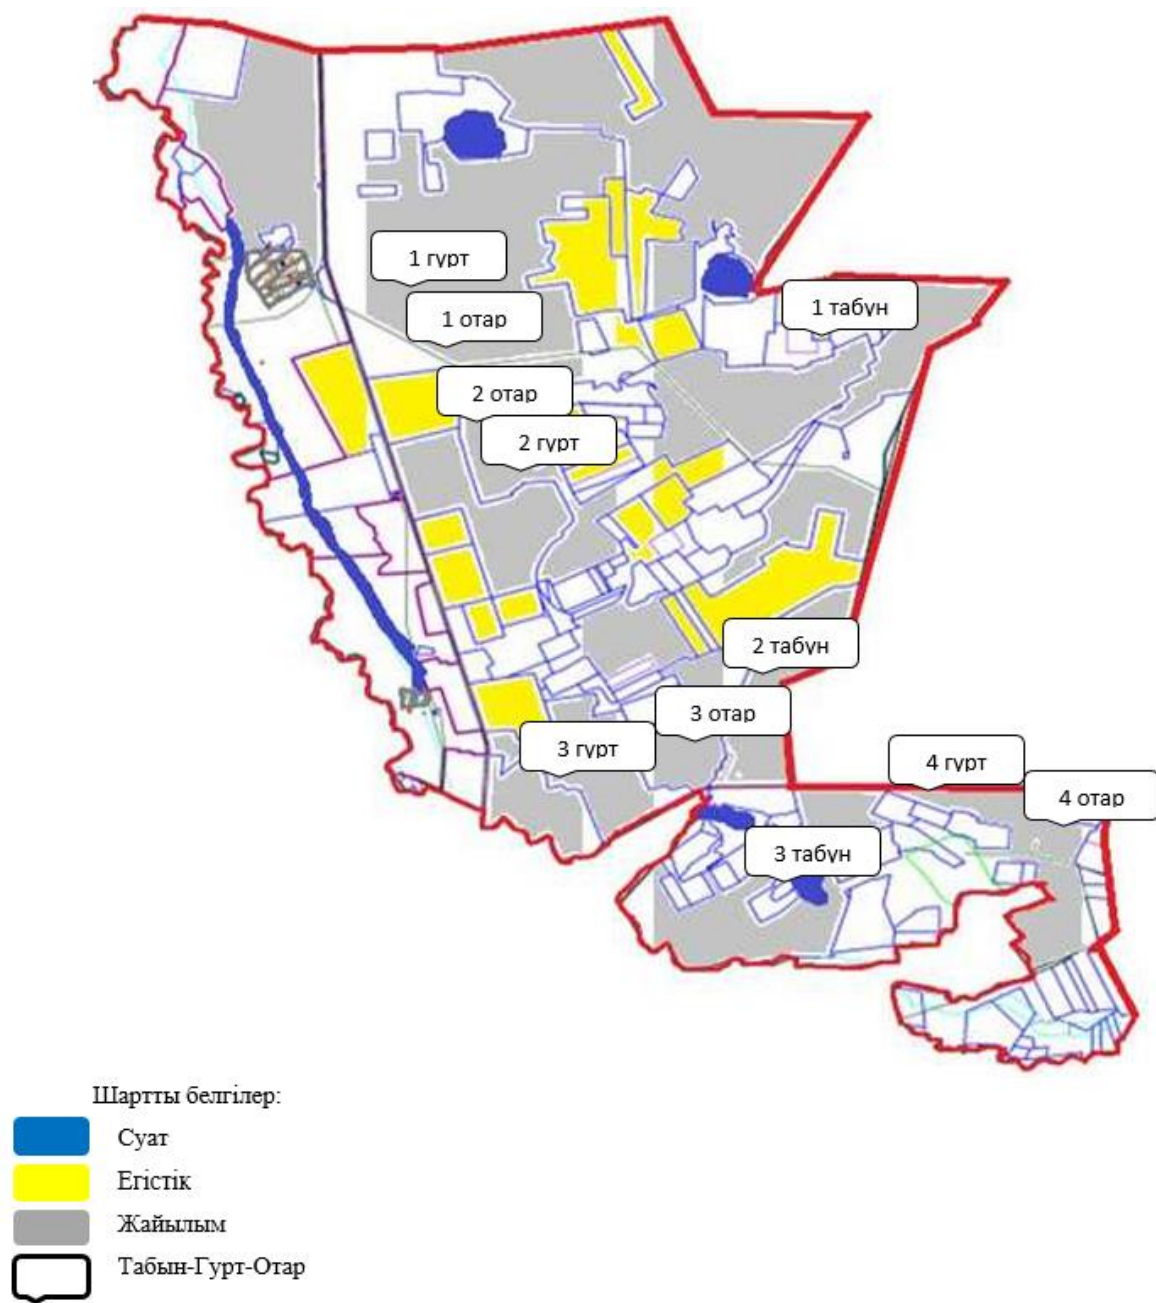 1 гурт
1 отар
1 табун
2 отар
2 гурт
2 табун
3 отар
3 гурт
4 гурт
4 отар
3 табун
Шартты белгілер:
Суат
Егістік
Жайылым
Табын-Гурт-Отар